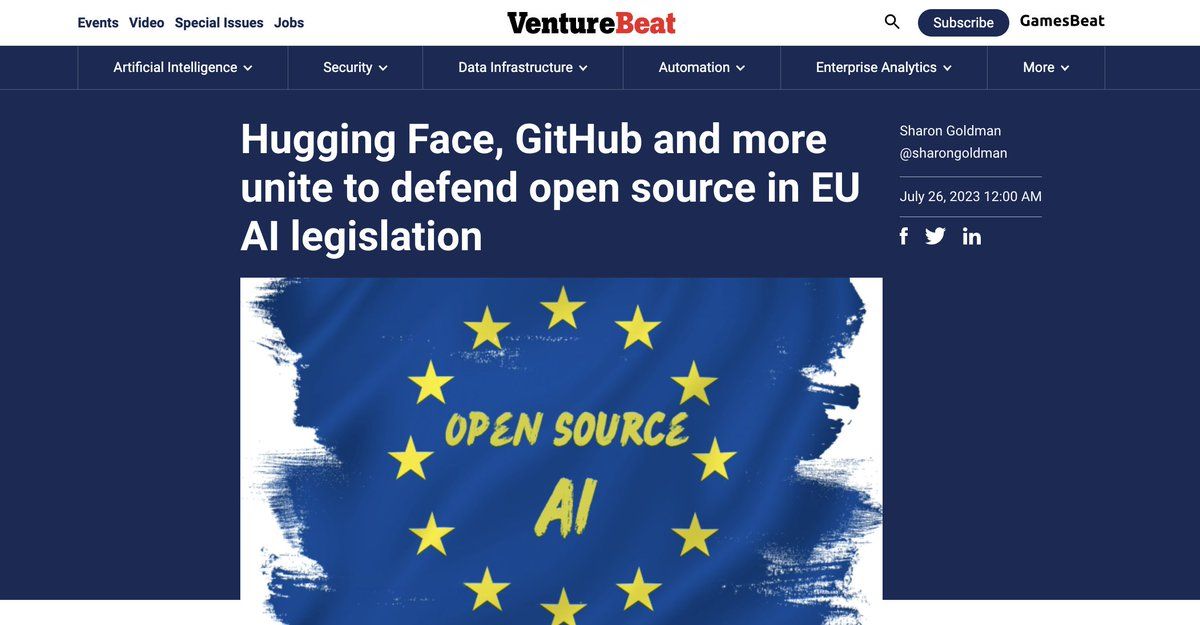 Events Video Special Issues Jobs
VentureBeat
Subscribe
GamesBeat
Artificial Intelligence
Security
Data Infrastructure
Automation
Enterprise Analytics
More
Hugging Face, GitHub and more
unite to defend open source in EU
AI legislation
Sharon Goldman
@sharongoldman
July 26, 2023 12:00 AM
OPEN SOURCE
AI